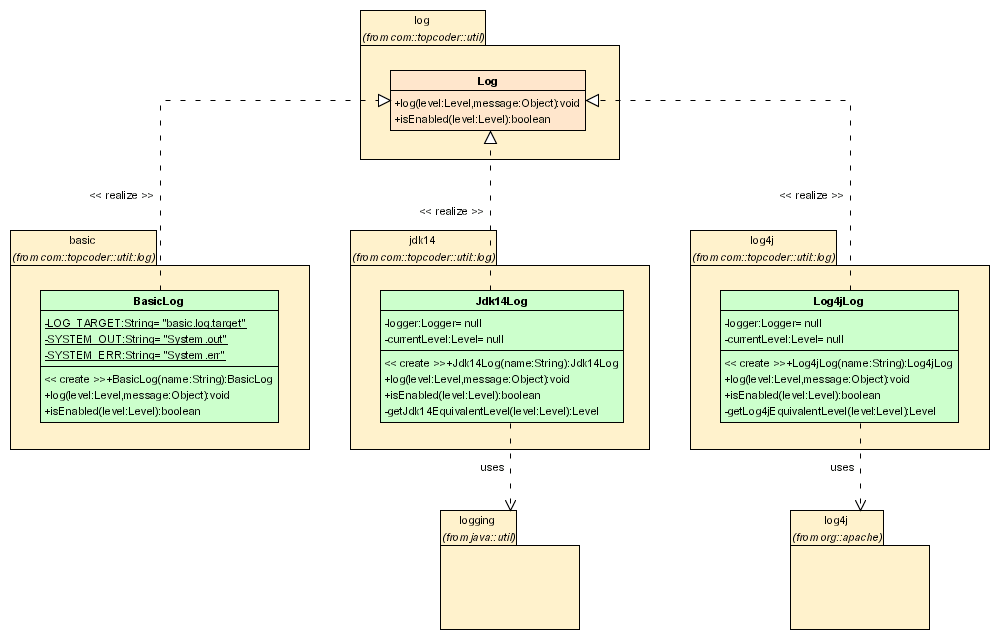 log
(from com::topcoder::util)
Log
+log(level:Level,message:Object):void
+isEnabled(level:Level):boolean
<< realize >>
<< realize >>
<< realize >>
basic
(from com::topcoder::util::log)
BasicLog
-LOG_TARGET:String= "basic.log.target"
-SYSTEM_OUT:String= "System.out"
-SYSTEM_ERR:String= "System.err"
<< create >>+BasicLog(name:String):BasicLog
+log(level:Level,message:Object):void
+isEnabled(level:Level):boolean
jdk14
(from com::topcoder::util::log)
Jdk14Log
-logger:Logger= null
-currentLevel:Level= null
<< create >>+Jdk14Log(name:String):Jdk14Log
+log(level:Level,message:Object):void
+isEnabled(level:Level):boolean
-getJdk14EquivalentLevel(level:Level):Level
log4j
(from com::topcoder::util::log)
Log4jLog
-logger:Logger= null
-currentLevel:Level= null
<< create >>+Log4jLog(name:String):Log4jLog
+log(level:Level,message:Object):void
+isEnabled(level:Level):boolean
-getLog4jEquivalentLevel(level:Level):Level
uses
uses
logging
(from java::util)
log4j
(from org::apache)